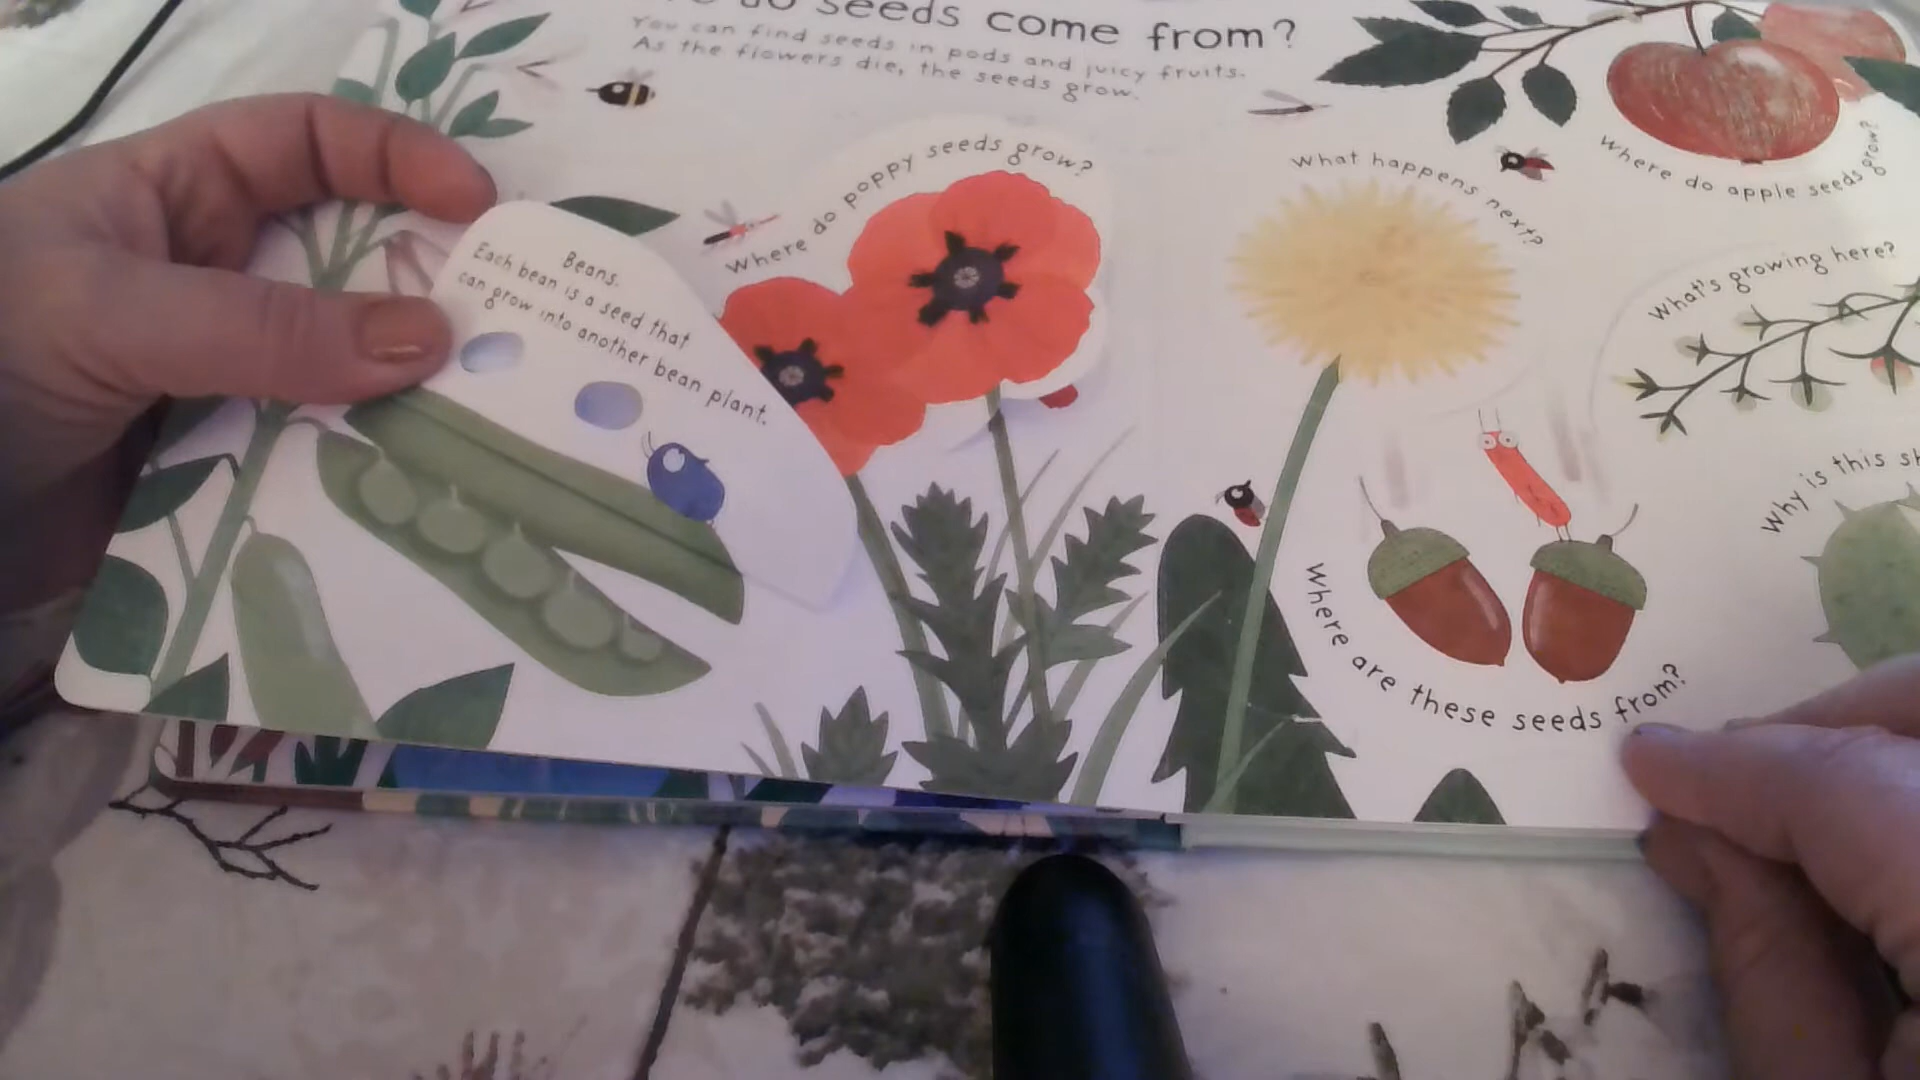 do seeds come from?
You can find seeds in pods and juicy fruits.
As the flowers die, the seeds grow.
Beans.
Each bean is a seed that
can grow into another bean plant.
Where do poppy seeds grow?
What happens next?
Where do apple seeds grow?
What's growing here?
Why is this
Where are these seeds from?